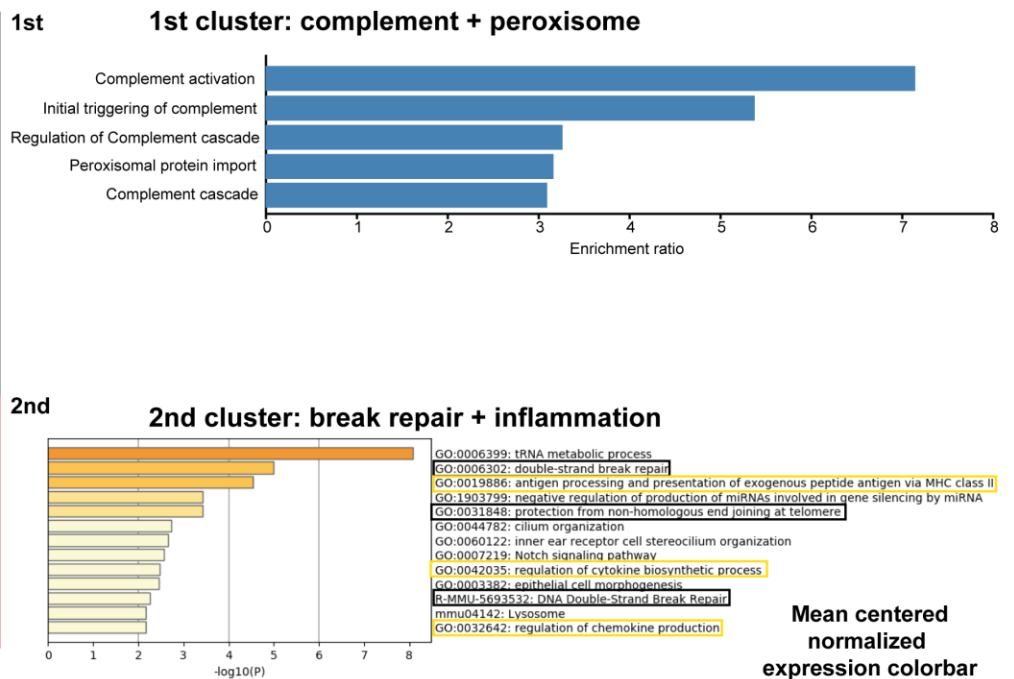 1st
1st cluster: complement + peroxisome
Complement activation
Initial triggering of complement
Regulation of Complement cascade
Peroxisomal protein import
Complement cascade
0 1 2 3 4 5 6 7 8
Enrichment ratio
2nd
2nd cluster: break repair + inflammation
GO:0006399: tRNA metabolic process
GO:0006302: double-strand break repair
GO:0019886: antigen processing and presentation of exogenous peptide antigen via MHC class II
GO:1903799: negative regulation of production of miRNAs involved in gene silencing by miRNA
GO:0031848: protection from non-homologous end joining at telomere
GO:0044782: cilium organization
GO:0060122: inner ear receptor cell stereocilium organization
GO:0007219: Notch signaling pathway
GO:0042035: regulation of cytokine biosynthetic process
GO:0003382: epithelial cell morphogenesis
R-MMU-5693532: DNA Double-Strand Break Repair
mmu04142: Lysosome
GO:0032642: regulation of chemokine production
0 1 2 3 4 5 6 7 8
-log10(P)
Mean centered
normalized
expression colorbar